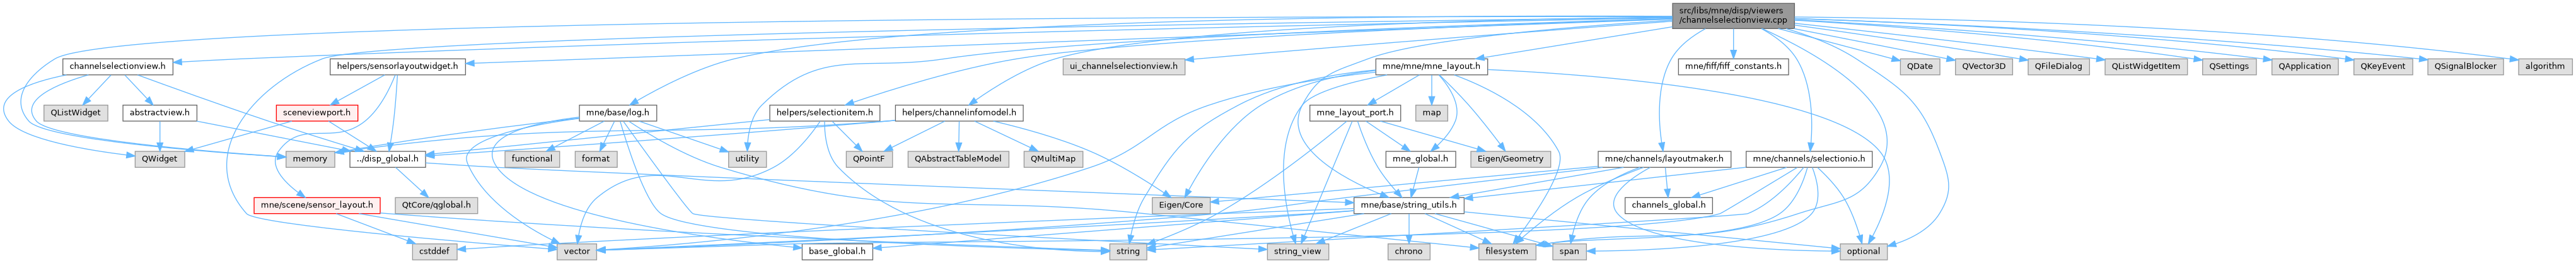 src/libs/mne/disp/viewers
/channelselectionview.cpp
channelselectionview.h
helpers/sensorlayoutwidget.h
ui_channelselectionview.h
mne/mne/mne_layout.h
mne/fiff/fiff_constants.h
QDate
QVector3D
QFileDialog
QListWidgetItem
QSettings
QApplication
QKeyEvent
QSignalBlocker
algorithm
QListWidget
abstractview.h
sceneviewport.h
mne/base/log.h
helpers/selectionitem.h
helpers/channelinfomodel.h
mne_layout_port.h
map
QWidget
memory
../disp_global.h
functional
format
utility
QPointF
QAbstractTableModel
QMultiMap
mne_global.h
Eigen/Geometry
mne/channels/layoutmaker.h
mne/channels/selectionio.h
mne/scene/sensor_layout.h
QtCore/qglobal.h
Eigen/Core
mne/base/string_utils.h
channels_global.h
cstddef
vector
base_global.h
string
string_view
chrono
filesystem
span
optional